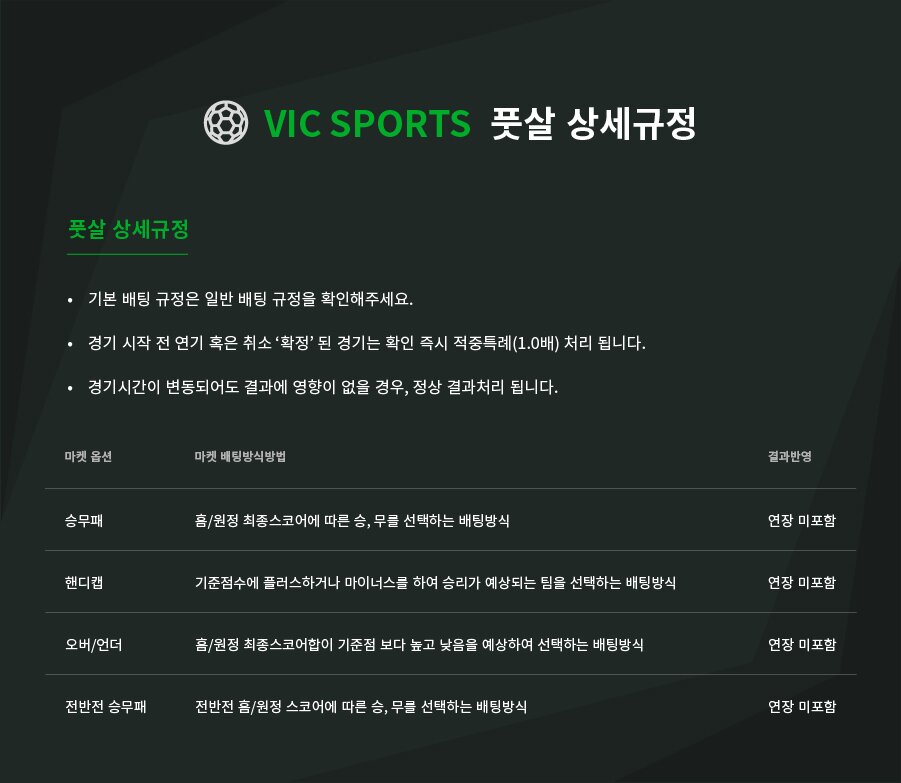 VIC SPORTS 풋살 상세규정
풋살 상세규정
• 기본 배팅 규정은 일반 배팅 규정을 확인해주세요.
• 경기 시작 전 연기 혹은 취소 ‘확정’ 된 경기는 확인 즉시 적중특례(1.0배) 처리 됩니다.
• 경기시간이 변동되어도 결과에 영향이 없을 경우, 정상 결과처리 됩니다.
마켓 옵션 마켓 배팅방식방법 결과반영
승무패 홈/원정 최종스코어에 따른 승, 무를 선택하는 배팅방식 연장 미포함
핸디캡 기준점수에 플러스하거나 마이너스를 하여 승리가 예상되는 팀을 선택하는 배팅방식 연장 미포함
오버/언더 홈/원정 최종스코어합이 기준점 보다 높고 낮음을 예상하여 선택하는 배팅방식 연장 미포함
전반전 승무패 전반전 홈/원정 스코어에 따른 승, 무를 선택하는 배팅방식 연장 미포함